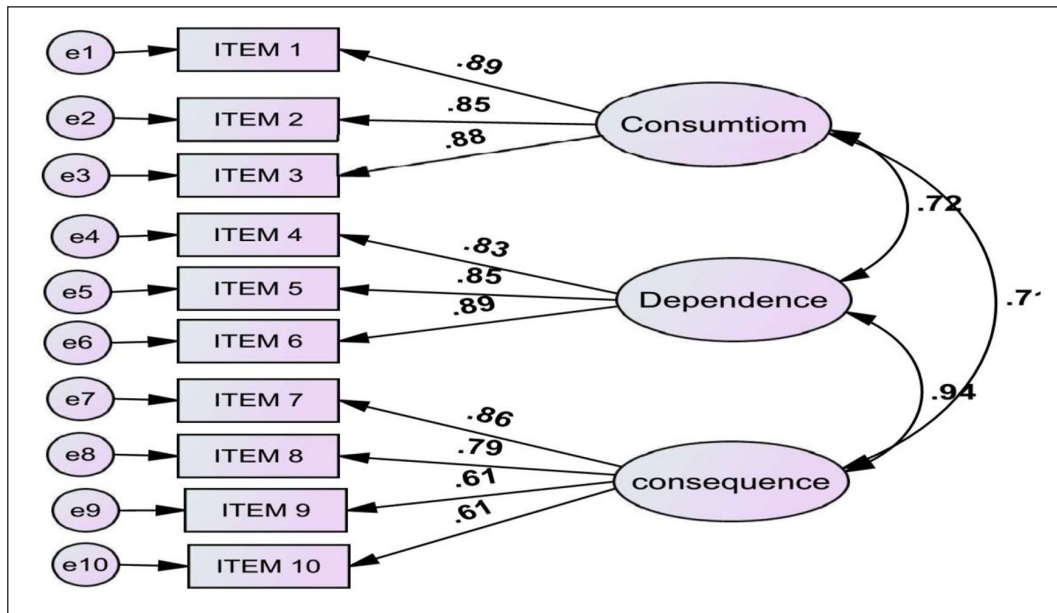 e1
ITEM 1
.89
Consumtiom
e2
ITEM 2
.85
e3
ITEM 3
.88
.72
e4
ITEM 4
.83
e5
ITEM 5
.85
Dependence
.71
e6
ITEM 6
.89
e7
ITEM 7
.86
.94
e8
ITEM 8
.79
consequence
e9
ITEM 9
.61
e10
ITEM 10
.61